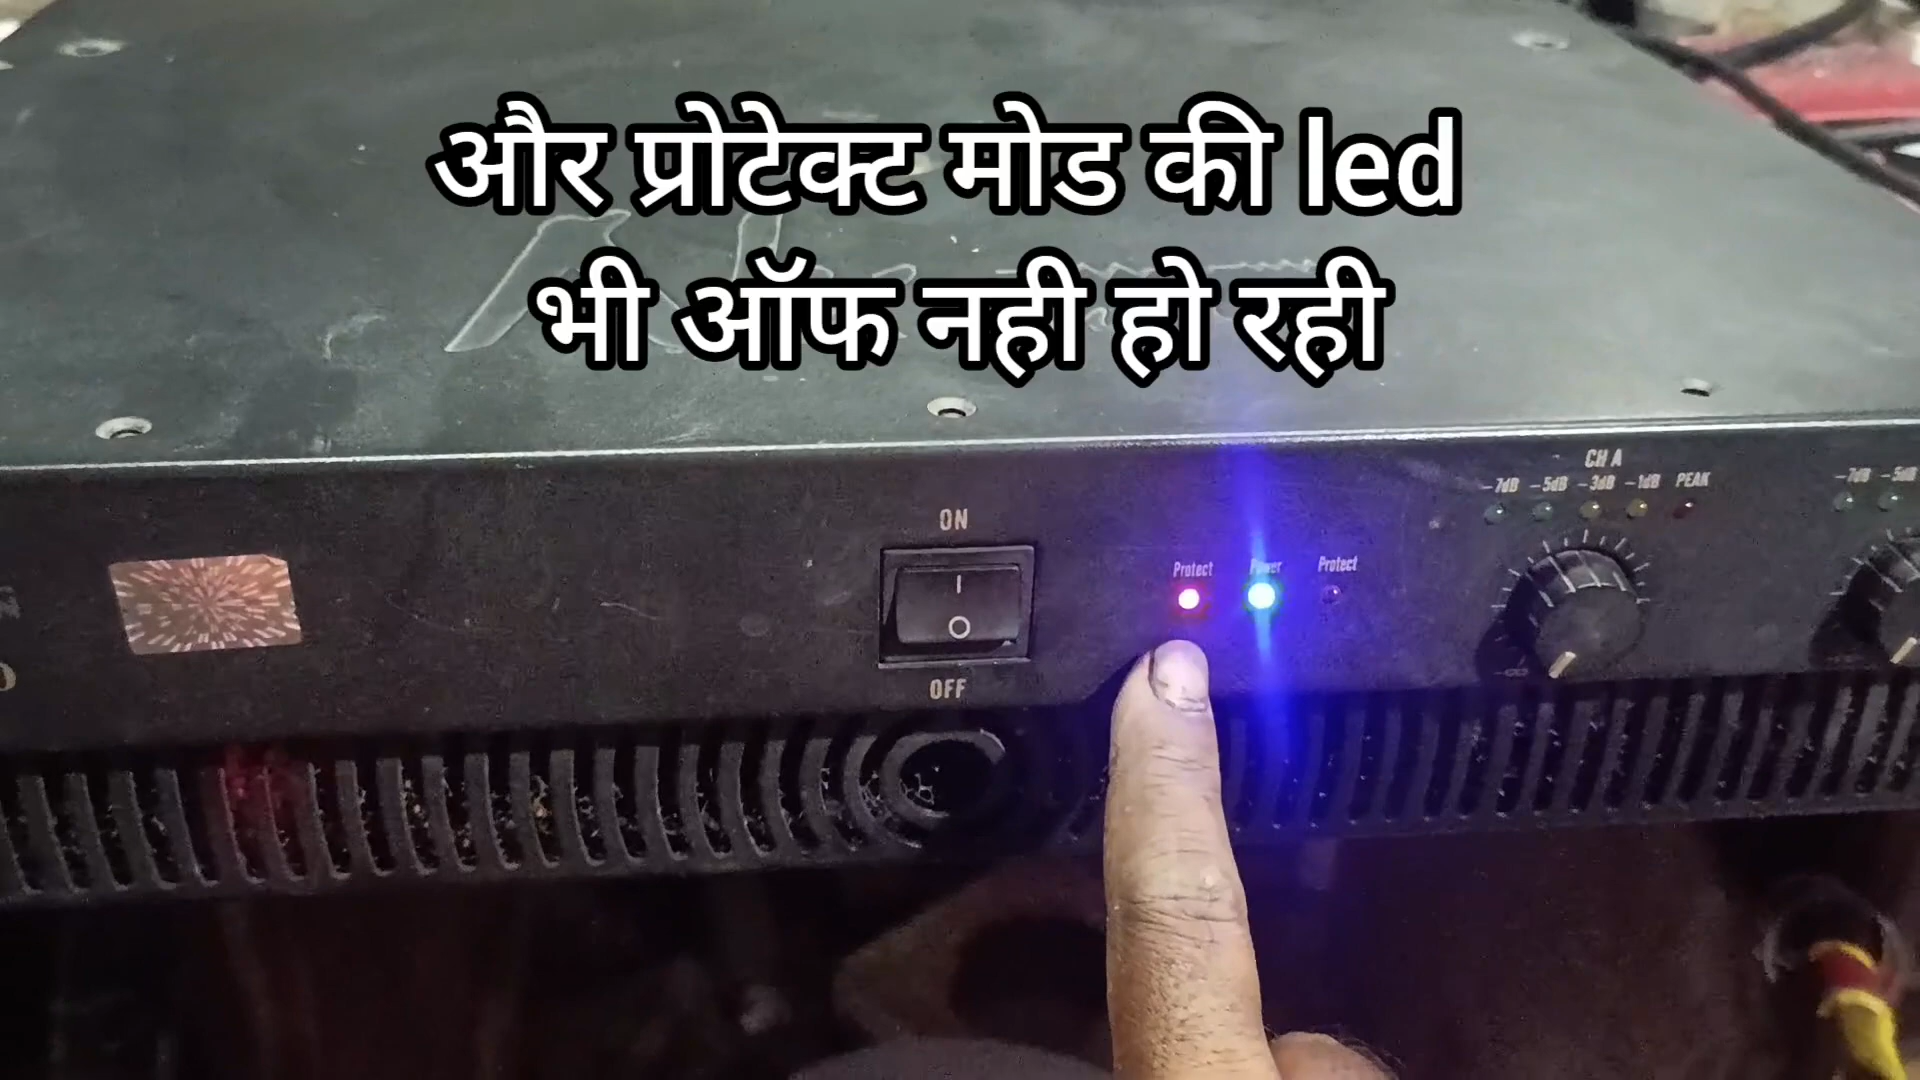 और प्रोटेक्ट मोड की led
भी ऑफ नही हो रही
ON
OFF
Protect
Power
Protect
CH A
-7dB -5dB -3dB -1dB PEAK
-7dB -5dB